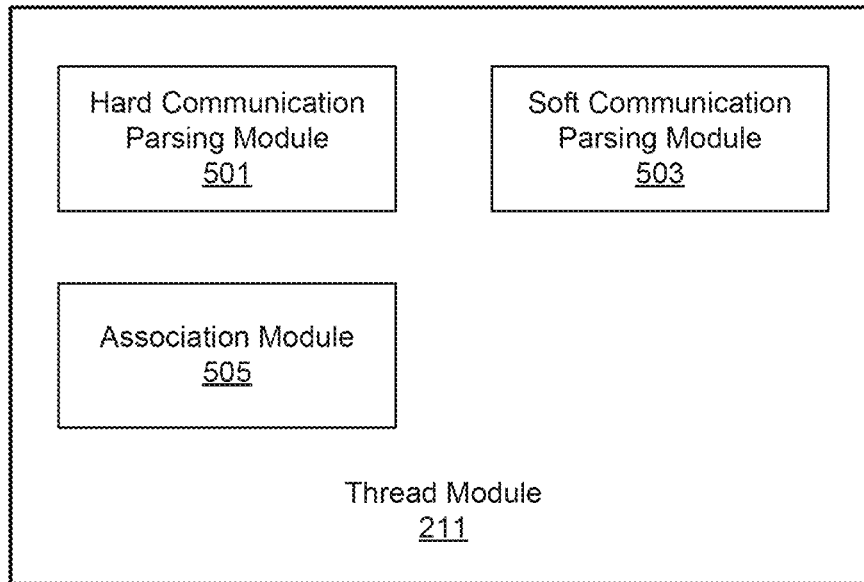 Hard Communication
Parsing Module
501
Soft Communication
Parsing Module
503
Association Module
505
Thread Module
211